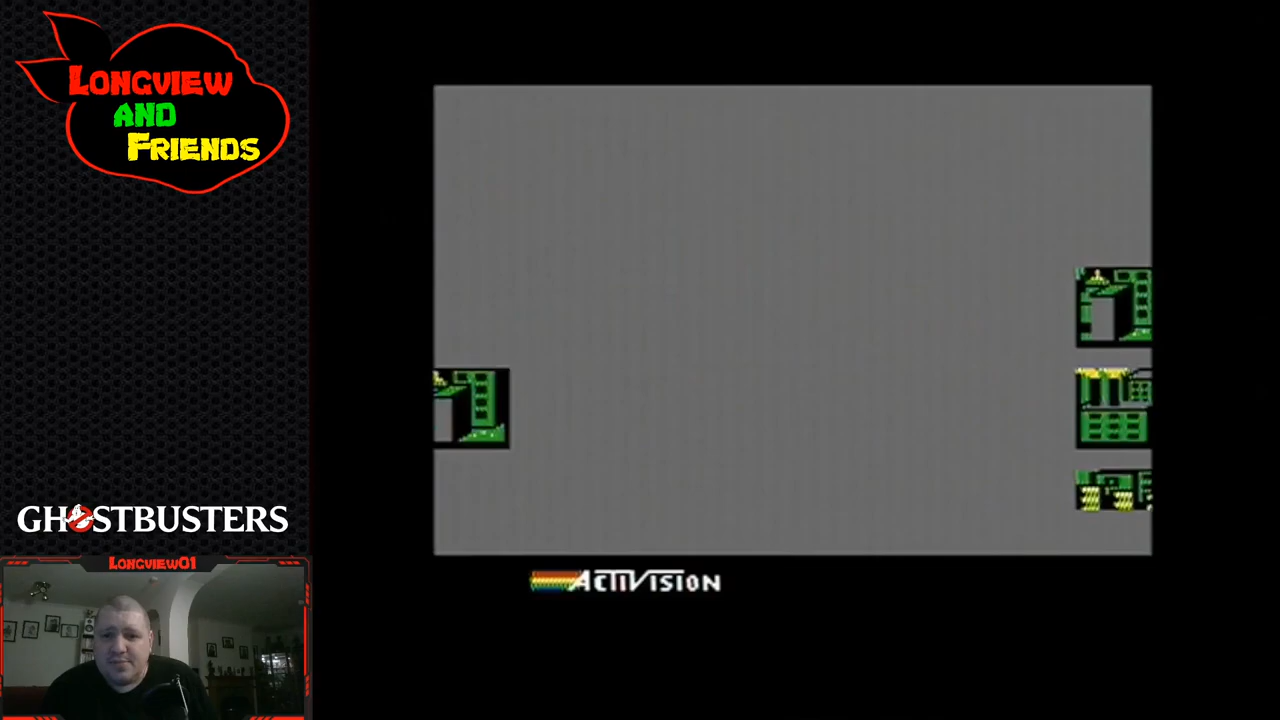 LONGVIEW
AND
FRIENDS
GHOSTBUSTERS
LONGVIEW01
ACTIVISION